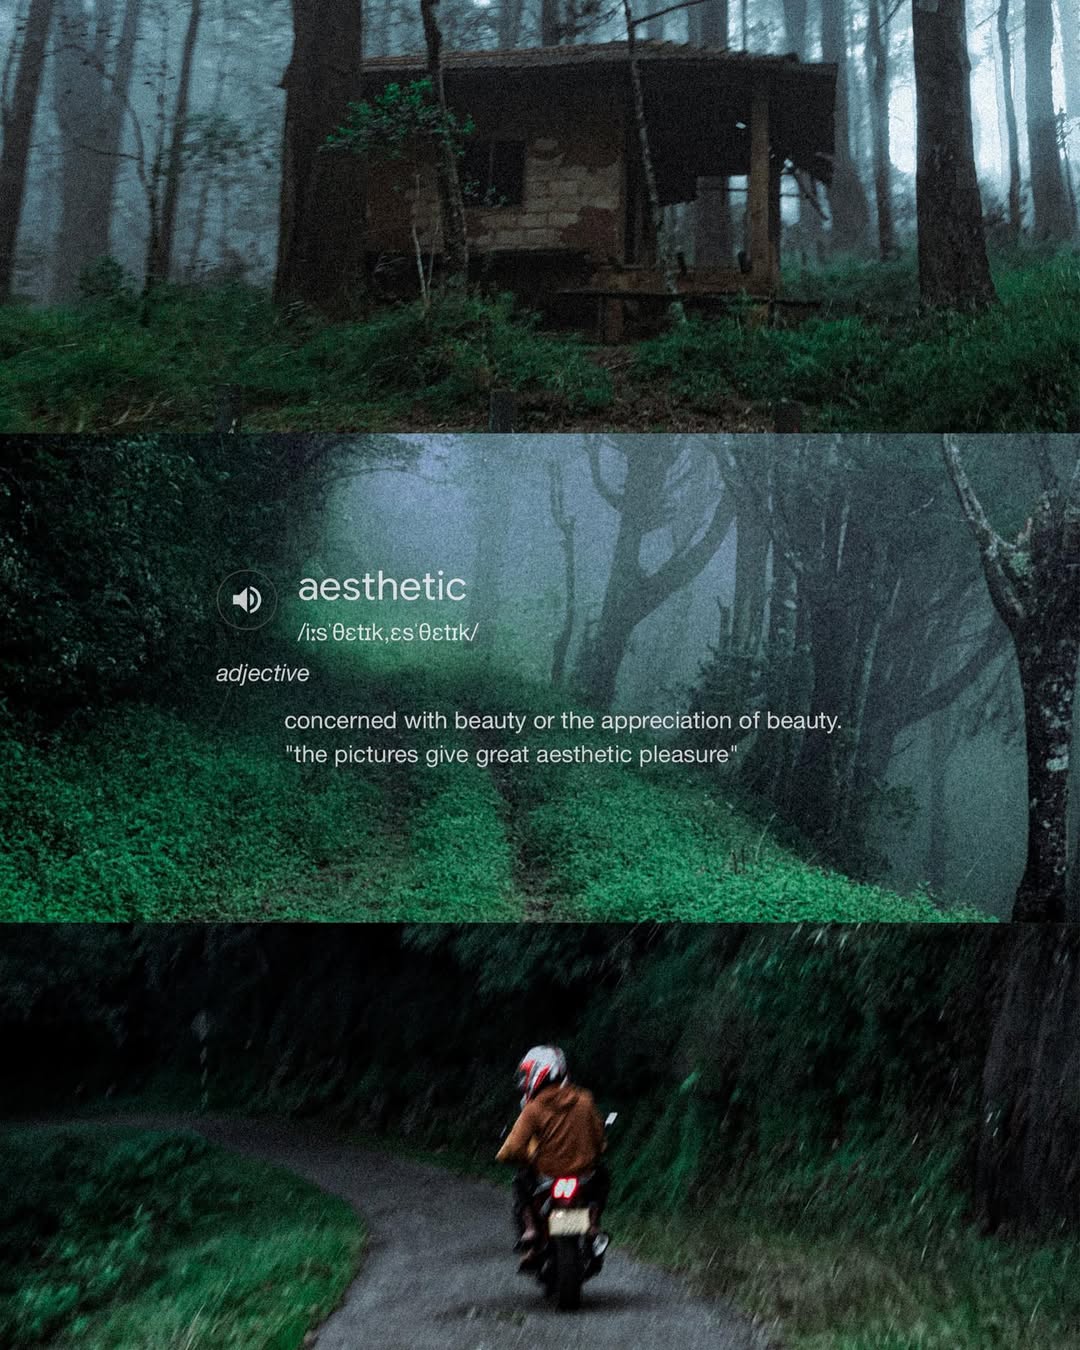 aesthetic
/iːsˈθɛtɪk,ɛsˈθɛtɪk/
adjective
concerned with beauty or the appreciation of beauty.
"the pictures give great aesthetic pleasure"